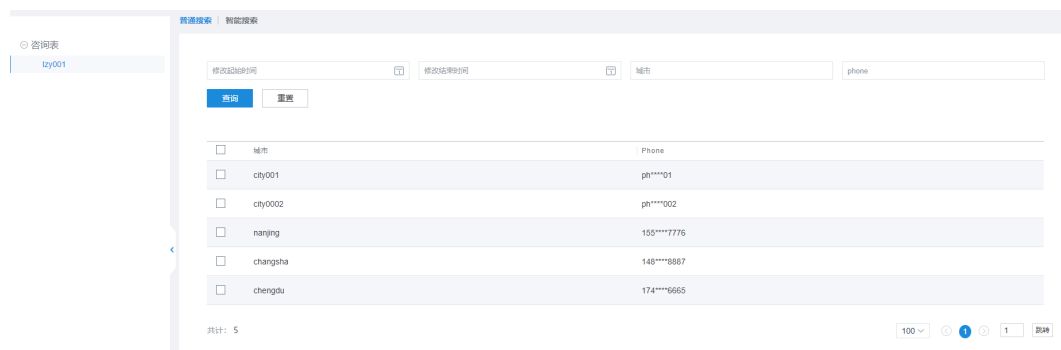 普通搜索 智能搜索
咨询表
lzy001
修改起始时间 修改结束时间 城市 phone
查询 重置
城市 Phone
city001 ph****01
city0002 ph****002
nanjing 155****7776
changsha 148****8887
chengdu 174****6665
共计： 5 100 1 1 跳转